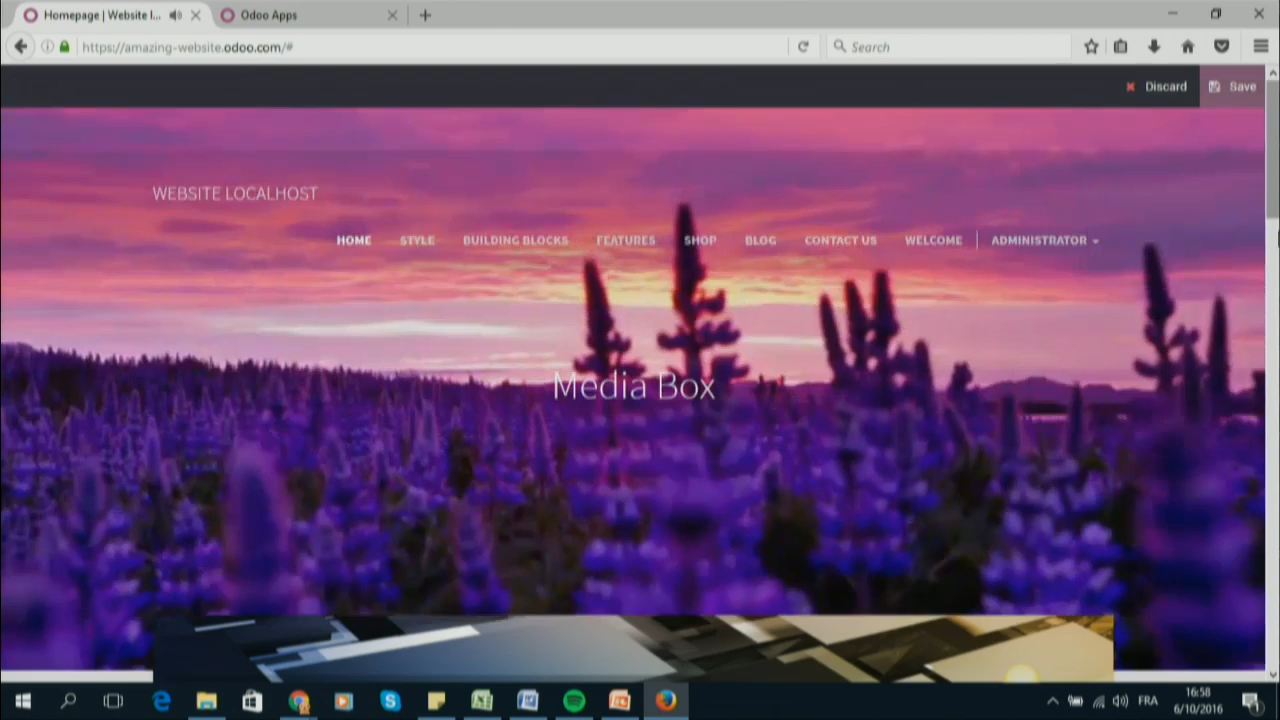 Homepage | Website l...
Odoo Apps
https://amazing-website.odoo.com/#
Search
Discard
Save
WEBSITE LOCALHOST
HOME STYLE BUILDING BLOCKS FEATURES SHOP BLOG CONTACT US WELCOME ADMINISTRATOR
Media Box
FRA
16:58
6/10/2016